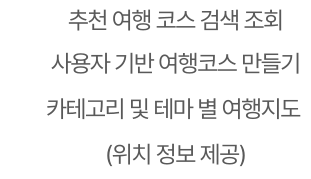 추천 여행 코스 검색 조회
사용자 기반 여행코스 만들기
카테고리 및 테마 별 여행지도
(위치 정보 제공)